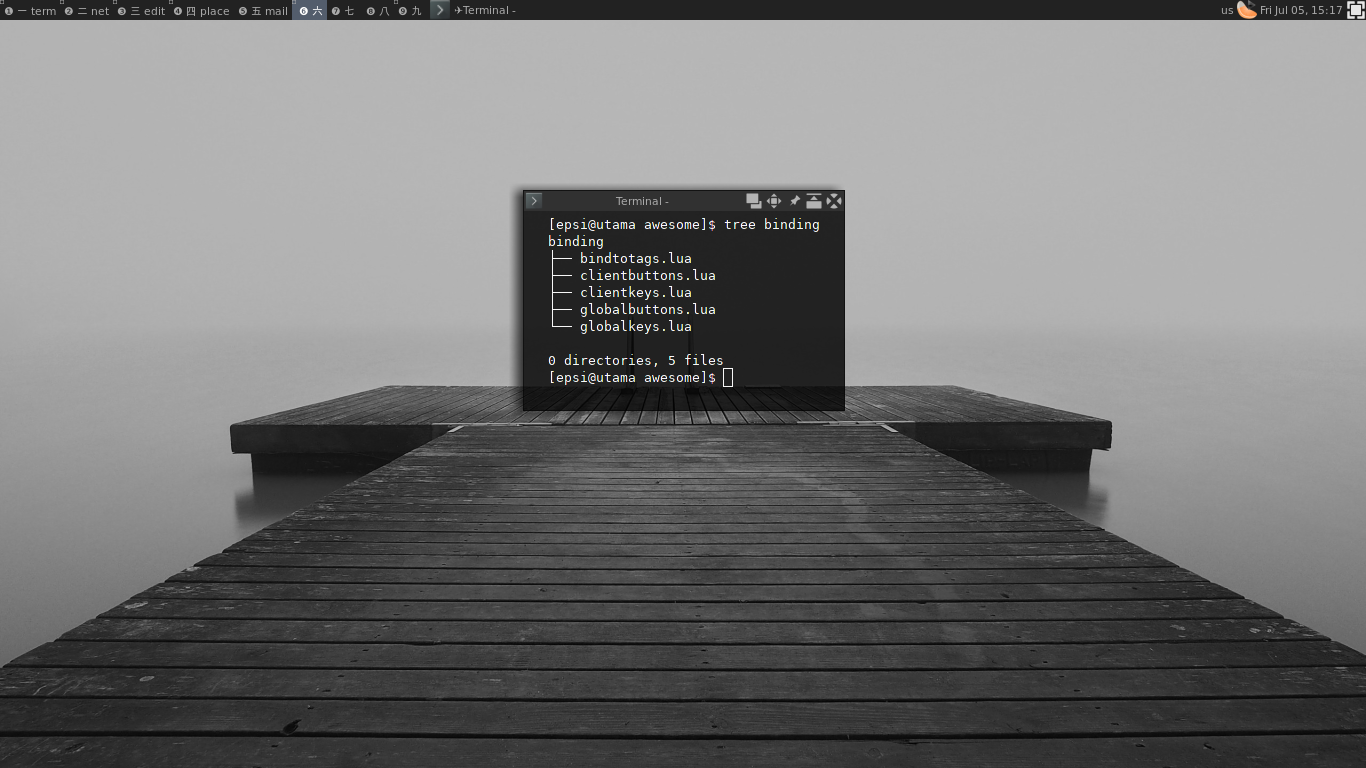 ❶ 一 term ❷ 二 net ❸ 三 edit ❹ 四 place ❺ 五 mail ❻ 六 ❼ 七 ❽ 八 ❾ 九 ✈Terminal - us Fri Jul 05, 15:17
Terminal -
[epsi@utama awesome]$ tree binding
binding
├── bindtotags.lua
├── clientbuttons.lua
├── clientkeys.lua
├── globalbuttons.lua
└── globalkeys.lua
0 directories, 5 files
[epsi@utama awesome]$